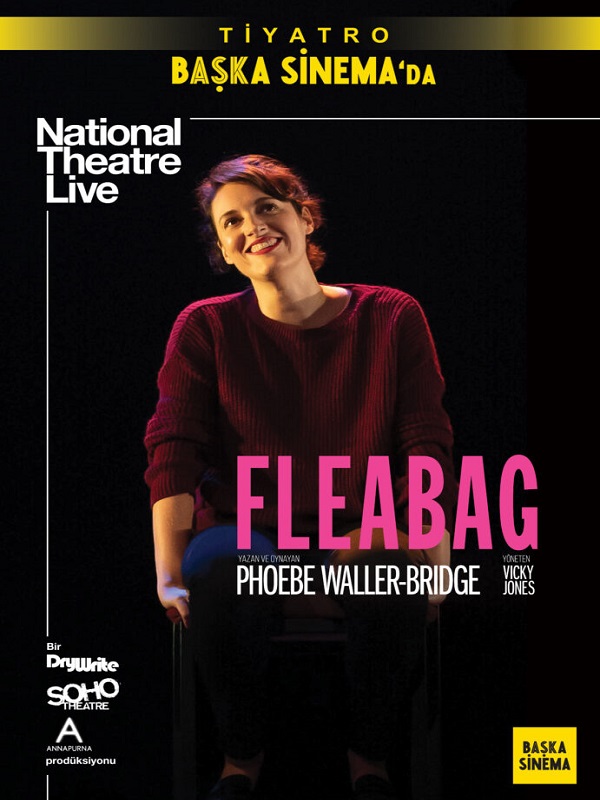 TİYATRO
BAŞKA SİNEMA'DA
National
Theatre
Live
FLEABAG
YAZAN VE OYNAYAN
PHOEBE WALLER-BRIDGE
YÖNETEN
VICKY
JONES
Bir
DryWrite
SOHO
THEATRE
A
ANNAPURNA
prodüksiyonu
BAŞKA
SİNEMA